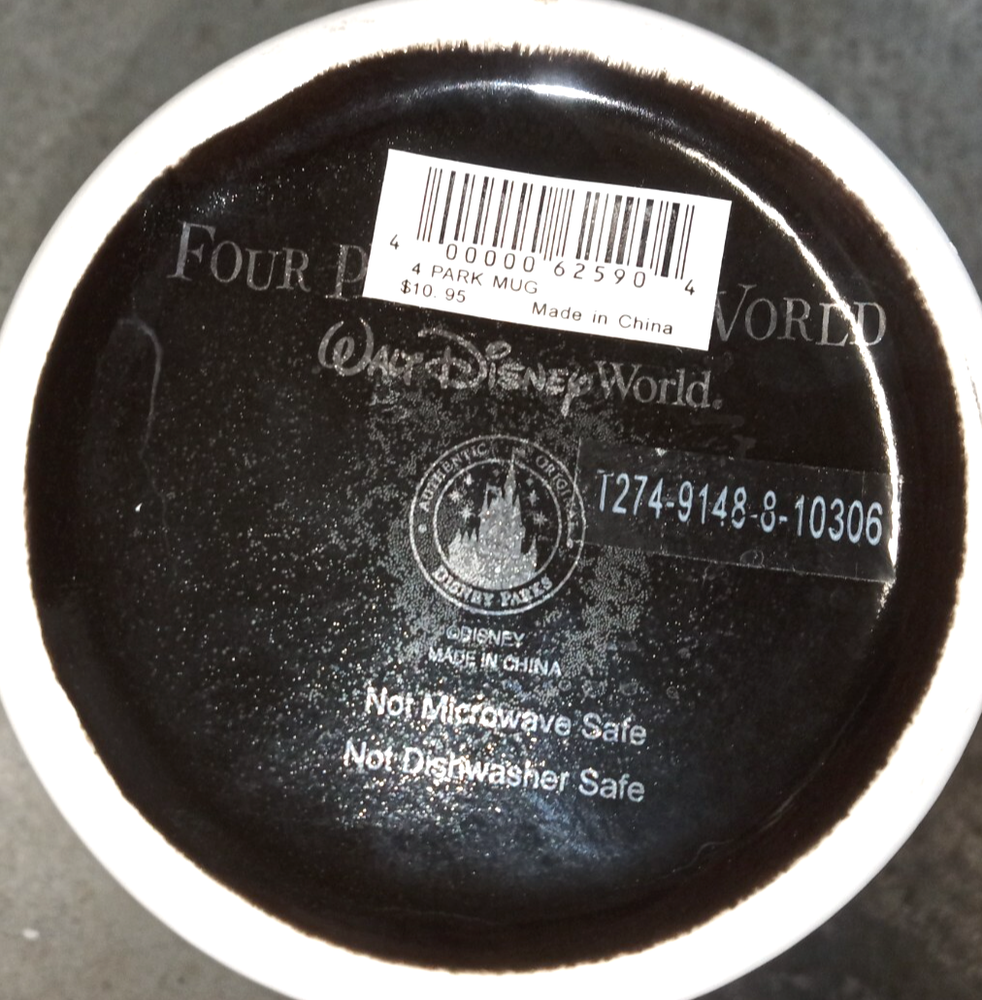 4 00000 62590 4
4 PARK MUG
$10.95 Made in China
FOUR P WORLD
WALT DISNEY World.
T274-9148-8-10306
AUTHENTIC ORIGINAL
DISNEY PARKS
©DISNEY
MADE IN CHINA
Not Microwave Safe
Not Dishwasher Safe